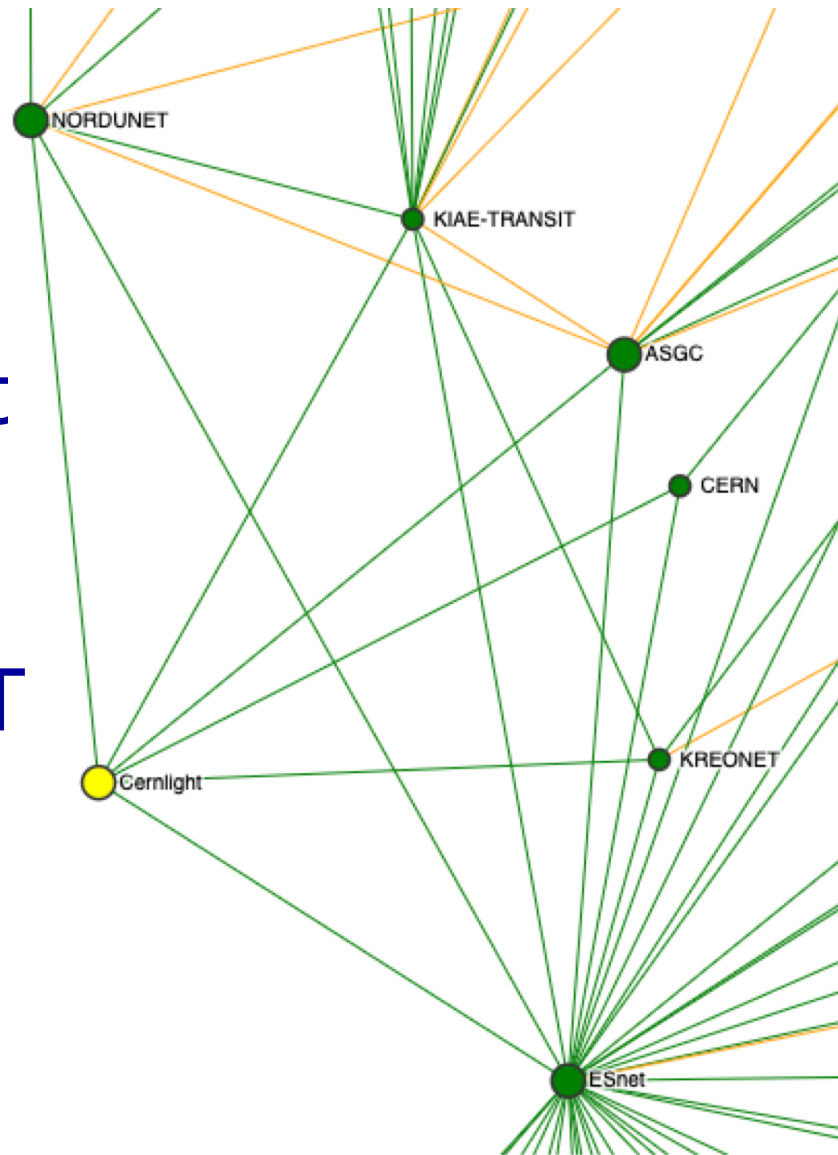 NORDUNET
KIAE-TRANSIT
ASGC
t
CERN
T
KREONET
Cernlight
ESnet